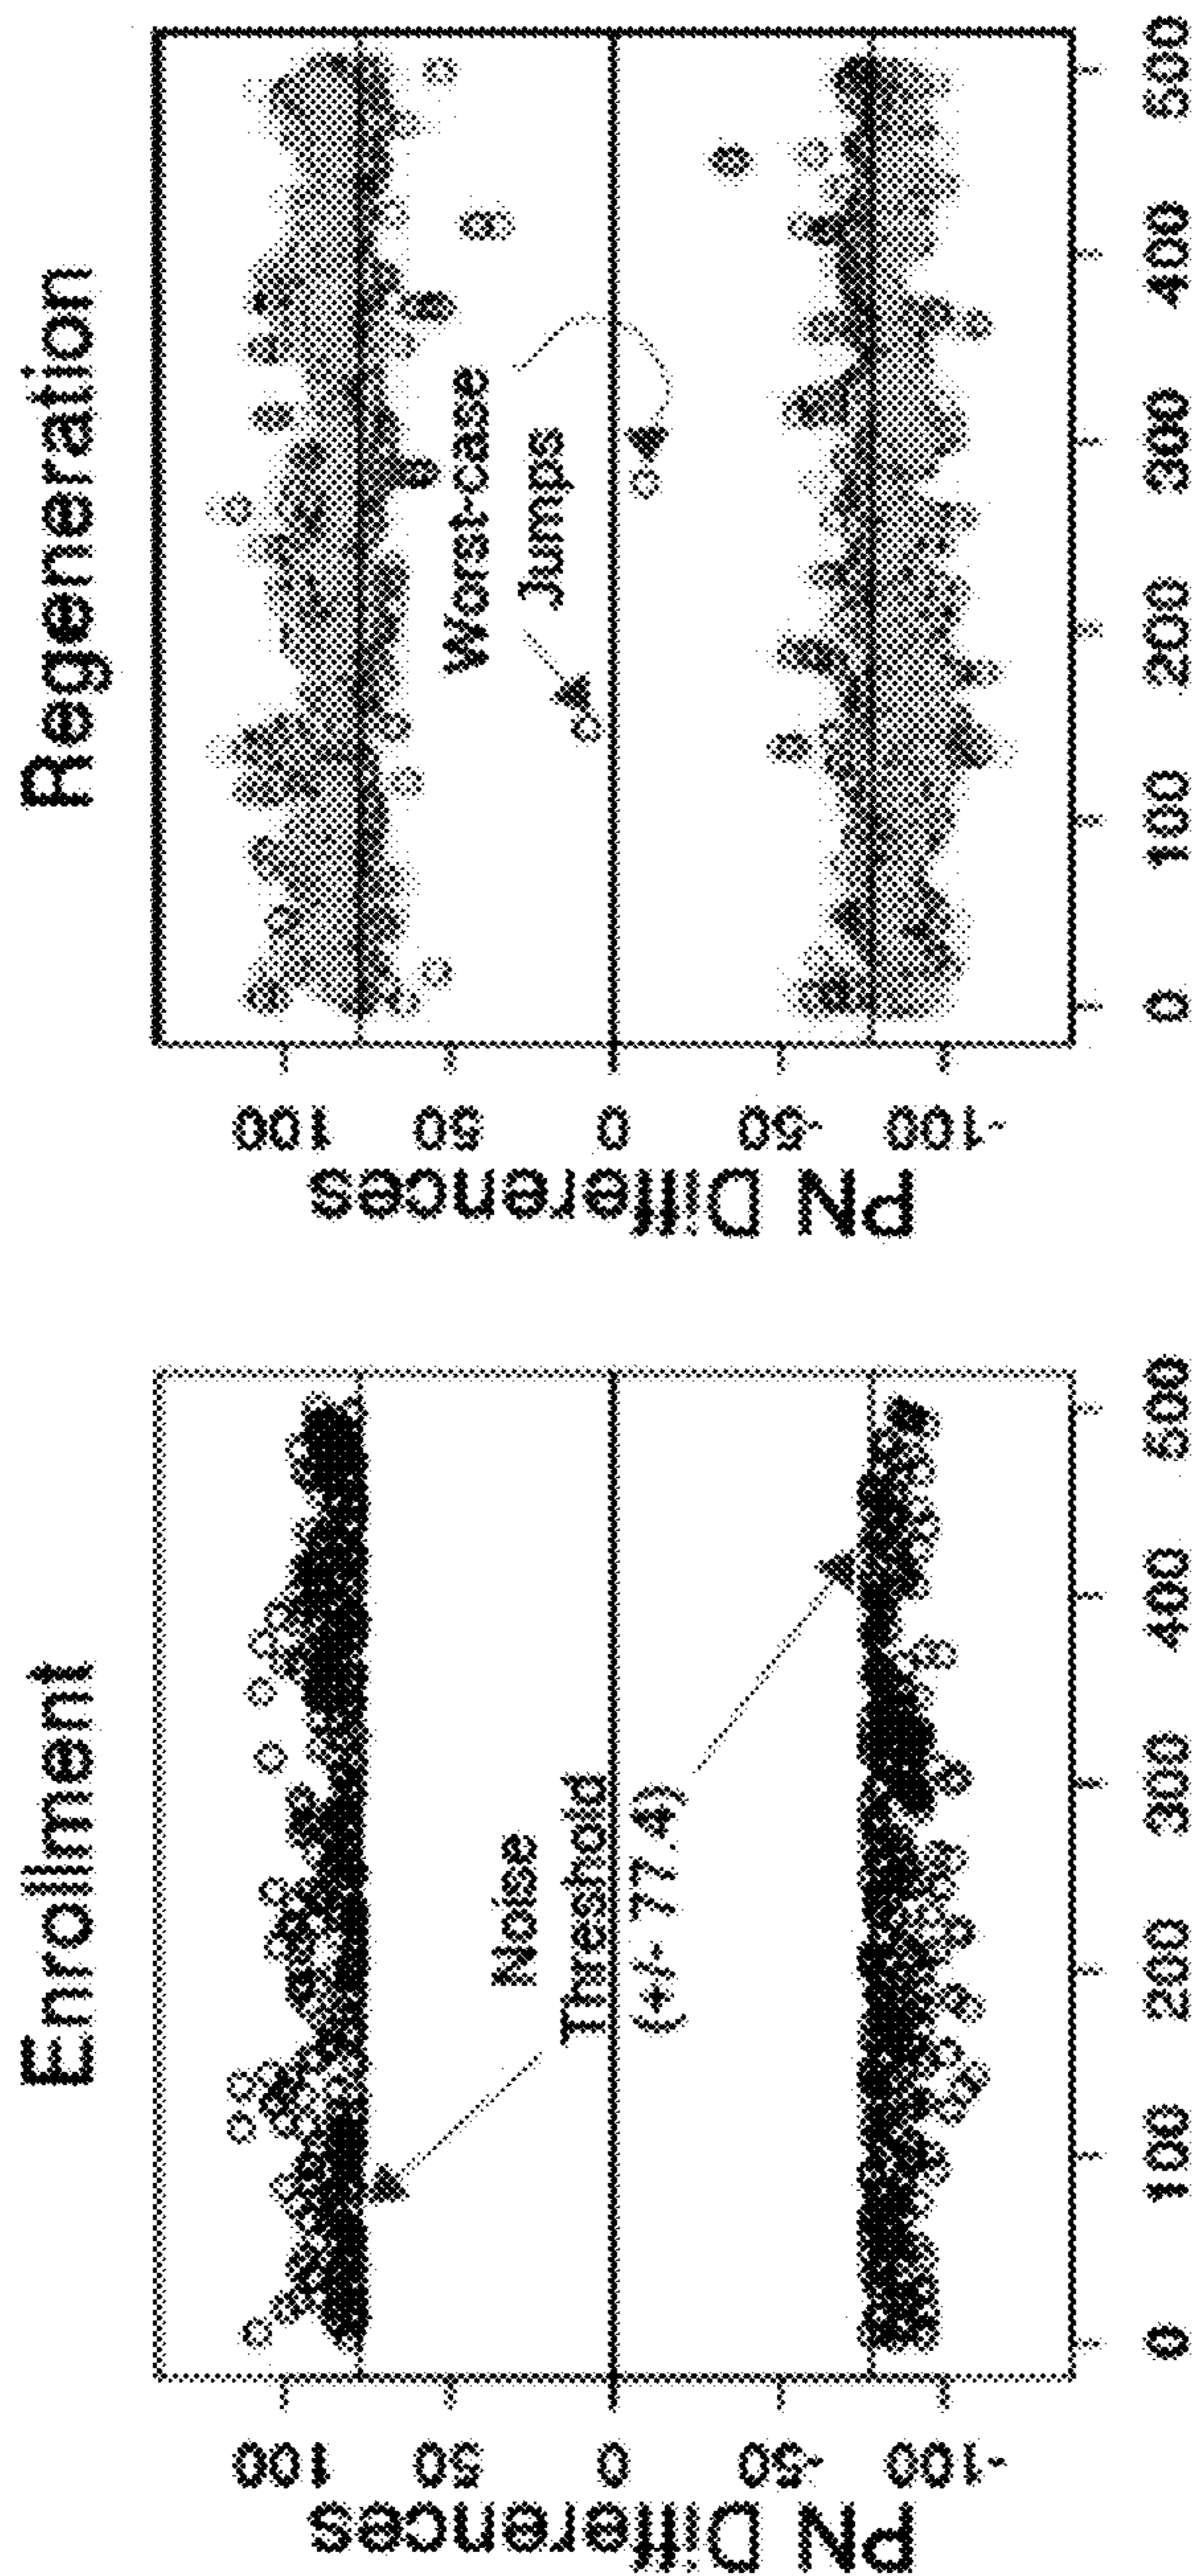 Enrollment
PN Differences
100
50
0
-50
-100
Noise
Threshold
(+/- 77.4)
0 100 200 300 400 500
Regeneration
PN Differences
100
50
0
-50
-100
Worst-case
Jumps
0 100 200 300 400 500